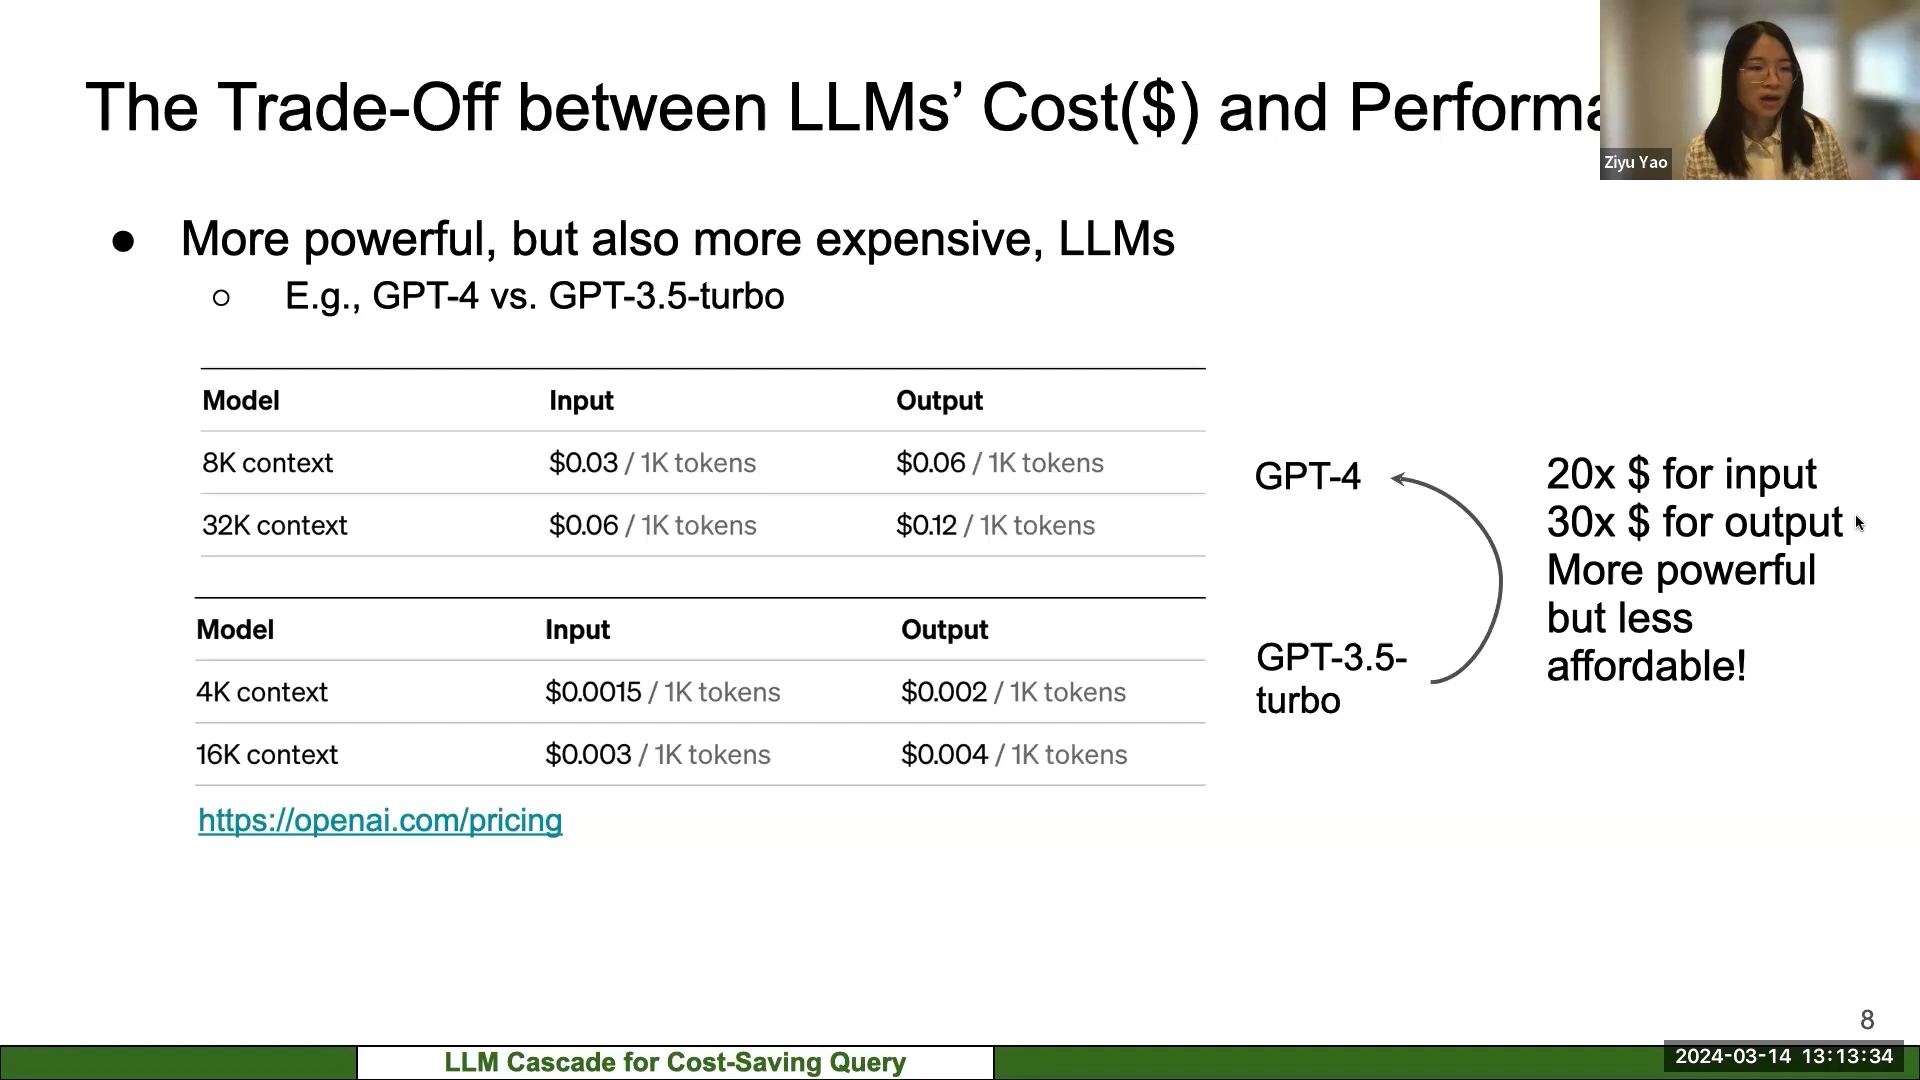 The Trade-Off between LLMs’ Cost($) and Performa
Ziyu Yao
● More powerful, but also more expensive, LLMs
○ E.g., GPT-4 vs. GPT-3.5-turbo
Model Input Output
8K context $0.03 / 1K tokens $0.06 / 1K tokens
32K context $0.06 / 1K tokens $0.12 / 1K tokens
Model Input Output
4K context $0.0015 / 1K tokens $0.002 / 1K tokens
16K context $0.003 / 1K tokens $0.004 / 1K tokens
https://openai.com/pricing
GPT-4
GPT-3.5-
turbo
20x $ for input
30x $ for output
More powerful
but less
affordable!
8
LLM Cascade for Cost-Saving Query
2024-03-14 13:13:34